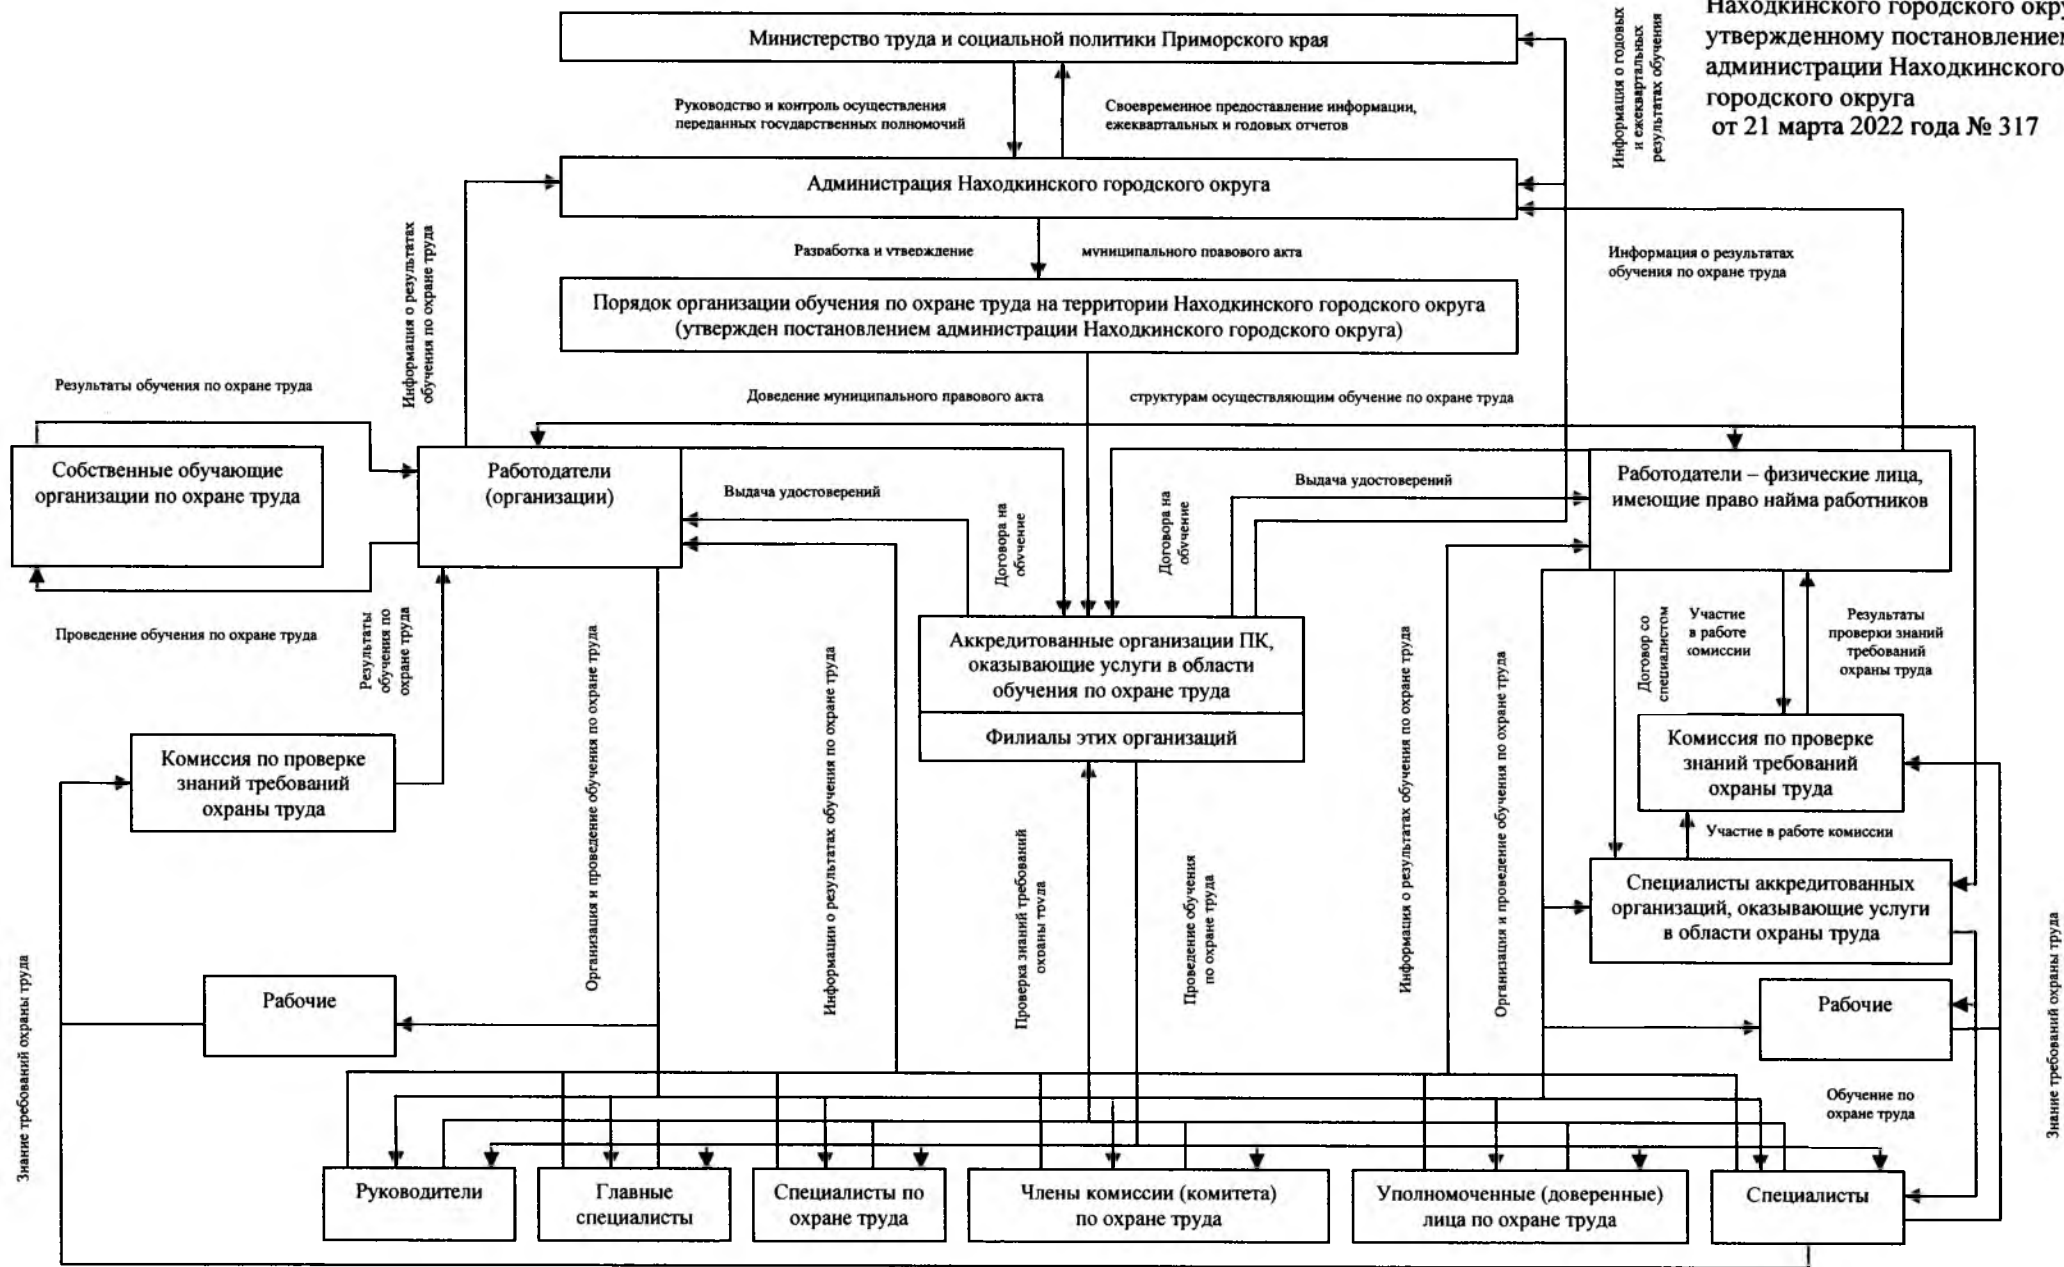 Находкинского городского окру
утвержденному постановлением
администрации Находкинского
городского округа
от 21 марта 2022 года № 317
Министерство труда и социальной политики Приморского края
Информация о годовых
и ежеквартальных
результатах обучения
Руководство и контроль осуществления
переданных государственных полномочий
Своевременное предоставление информации,
ежеквартальных и годовых отчетов
Администрация Находкинского городского округа
Информация о результатах
обучения по охране труда
Разработка и утверждение
муниципального правового акта
Информация о результатах
обучения по охране труда
Порядок организации обучения по охране труда на территории Находкинского городского округа
(утвержден постановлением администрации Находкинского городского округа)
Результаты обучения по охране труда
Доведение муниципального правового акта
структурам осуществляющим обучение по охране труда
Собственные обучающие
организации по охране труда
Работодатели
(организации)
Выдача удостоверений
Договора на
обучение
Договора на
обучение
Выдача удостоверений
Работодатели – физические лица,
имеющие право найма работников
Проведение обучения по охране труда
Результаты
обучения по
охране труда
Организация и проведение обучения по охране труда
Информации о результатах обучения по охране труда
Аккредитованные организации ПК,
оказывающие услуги в области
обучения по охране труда
Филиалы этих организаций
Информация о результатах обучения по охране труда
Организация и проведение обучения по охране труда
Договор со
специалистом
Участие
в работе
комиссии
Результаты
проверки знаний
требований
охраны труда
Комиссия по проверке
знаний требований
охраны труда
Комиссия по проверке
знаний требований
охраны труда
Участие в работе комиссии
Проверка знаний требований
охраны труда
Проведение обучения
по охране труда
Специалисты аккредитованных
организаций, оказывающие услуги
в области охраны труда
Знание требований охраны труда
Рабочие
Рабочие
Знание требований охраны труда
Обучение по
охране труда
Руководители
Главные
специалисты
Специалисты по
охране труда
Члены комиссии (комитета)
по охране труда
Уполномоченные (доверенные)
лица по охране труда
Специалисты